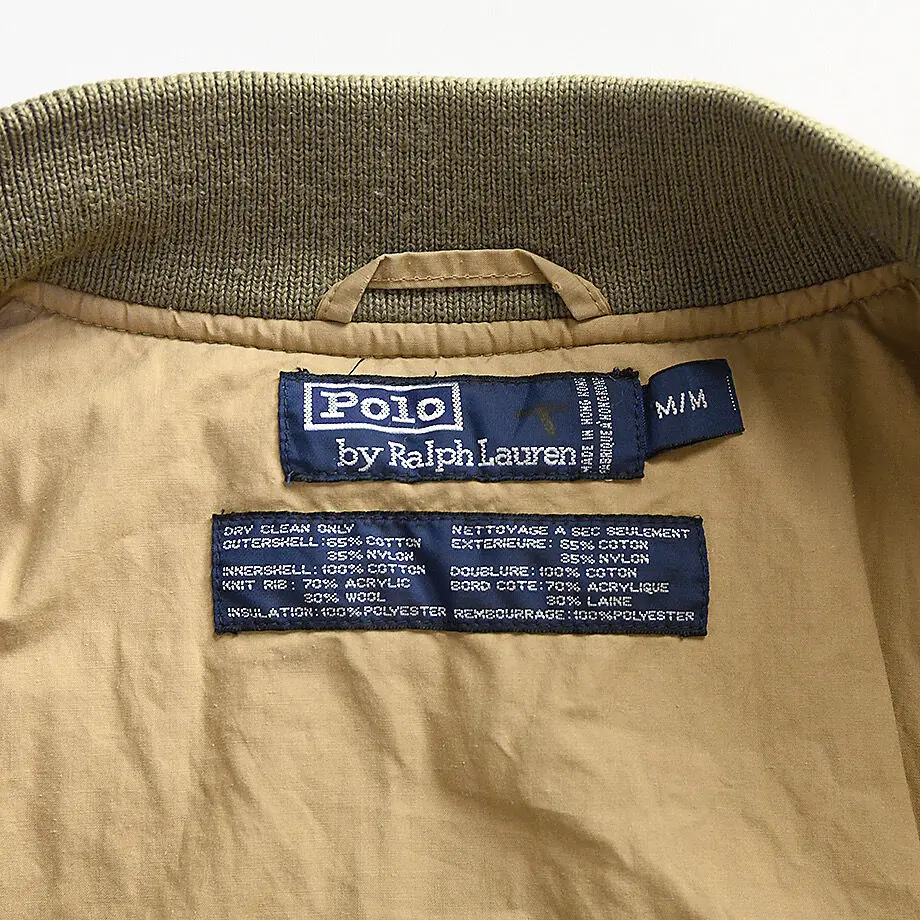 Polo
by Ralph Lauren
MADE IN HONG KONG
FABRIQUÉ À HONG KONG
M/M
DRY CLEAN ONLY
OUTERSHELL: 65% COTTON
35% NYLON
INNERSHELL: 100% COTTON
KNIT RIB: 70% ACRYLIC
30% WOOL
INSULATION: 100% POLYESTER
NETTOYAGE A SEC SEULEMENT
EXTERIEURE: 65% COTON
35% NYLON
DOUBLURE: 100% COTON
BORD COTE: 70% ACRYLIQUE
30% LAINE
REMBOURRAGE: 100% POLYESTER